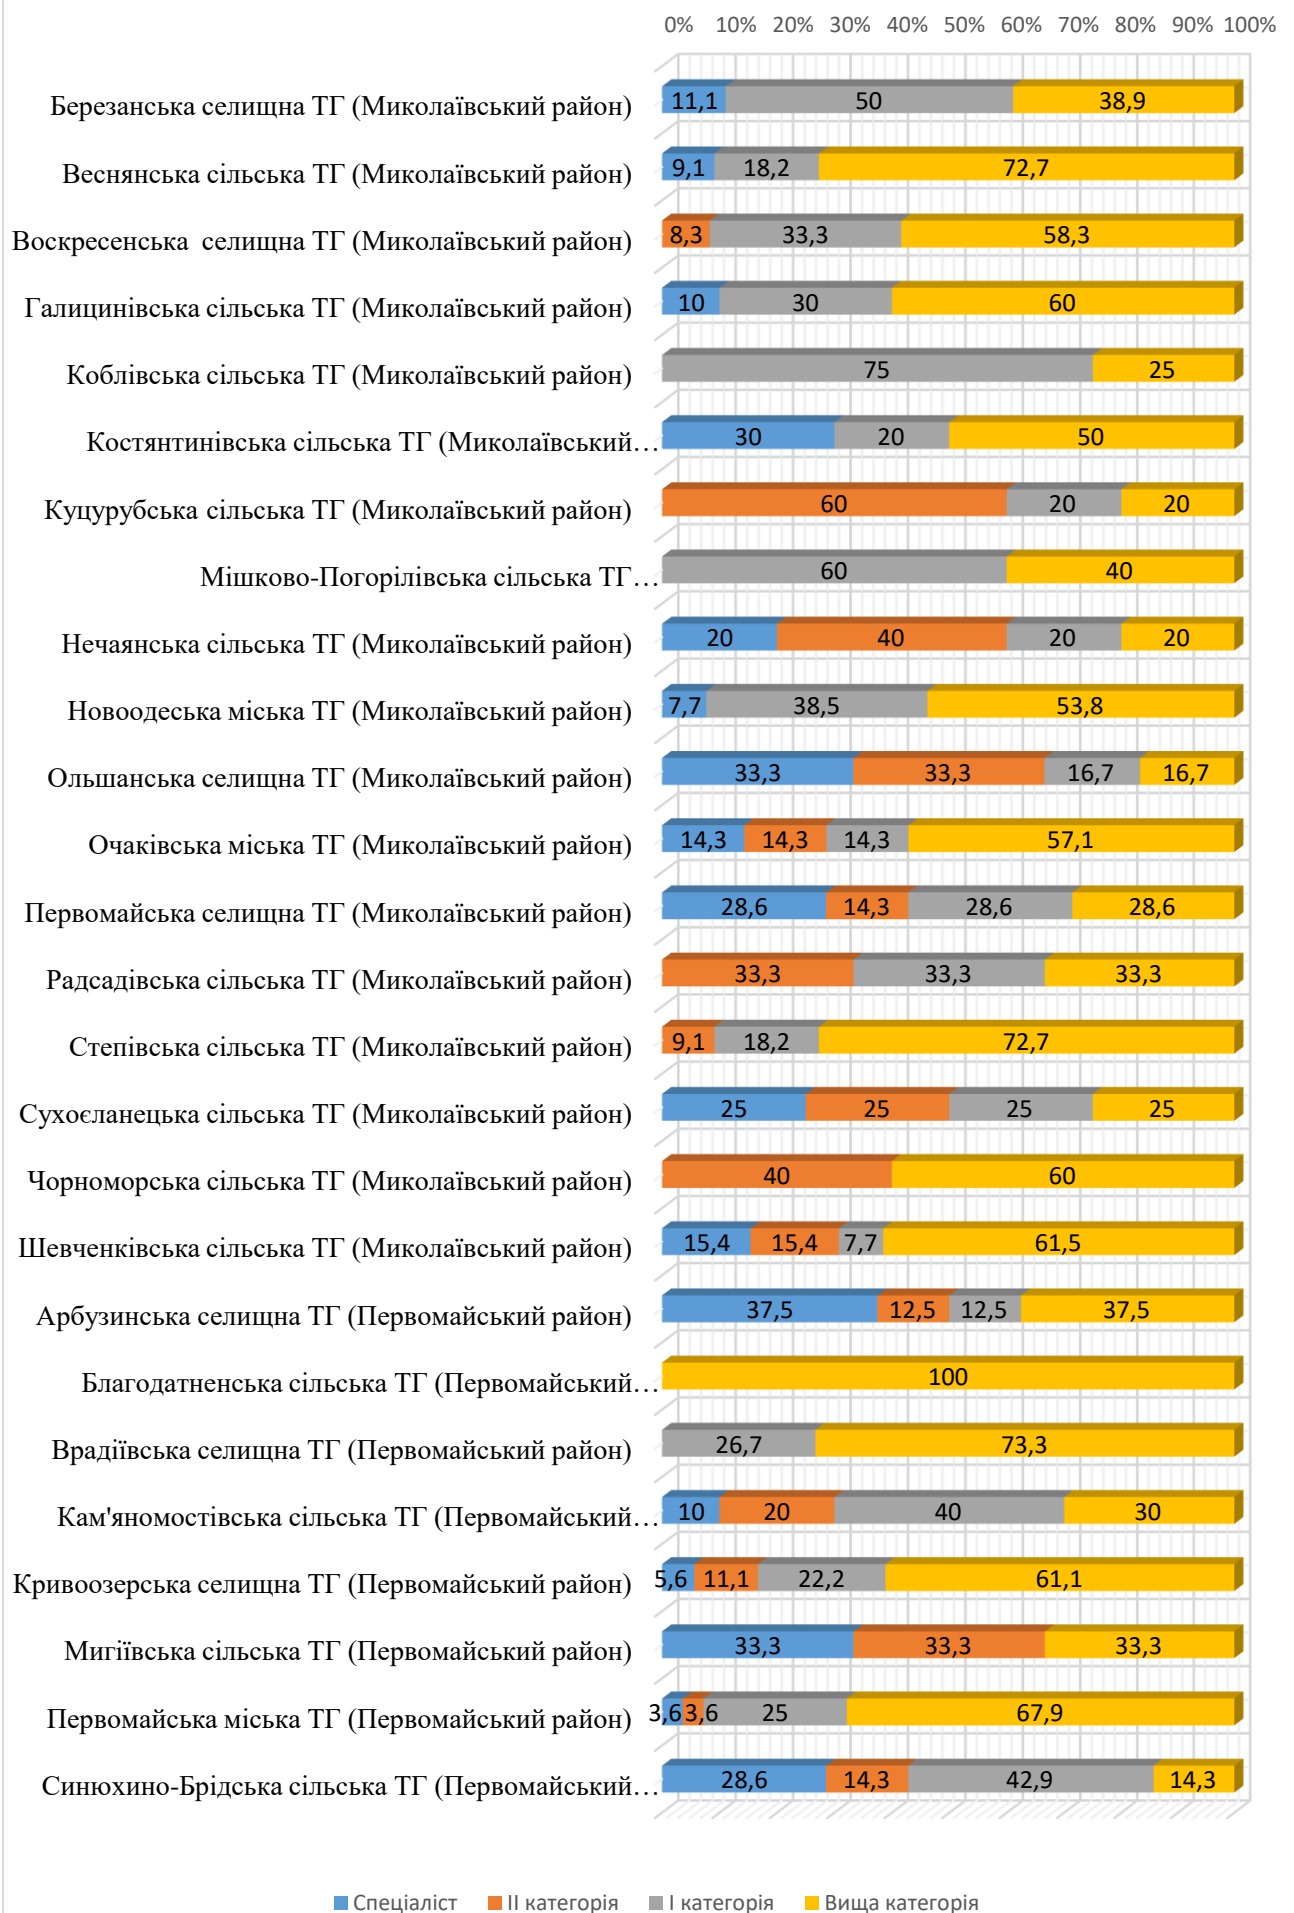 0% 10% 20% 30% 40% 50% 60% 70% 80% 90% 100%
Березанська селищна ТГ (Миколаївський район) 11,1 50 38,9
Веснянська сільська ТГ (Миколаївський район) 9,1 18,2 72,7
Воскресенська селищна ТГ (Миколаївський район) 8,3 33,3 58,3
Галицинівська сільська ТГ (Миколаївський район) 10 30 60
Коблівська сільська ТГ (Миколаївський район) 75 25
Костянтинівська сільська ТГ (Миколаївський… 30 20 50
Куцурубська сільська ТГ (Миколаївський район) 60 20 20
Мішково-Погорілівська сільська ТГ… 60 40
Нечаянська сільська ТГ (Миколаївський район) 20 40 20 20
Новоодеська міська ТГ (Миколаївський район) 7,7 38,5 53,8
Ольшанська селищна ТГ (Миколаївський район) 33,3 33,3 16,7 16,7
Очаківська міська ТГ (Миколаївський район) 14,3 14,3 14,3 57,1
Первомайська селищна ТГ (Миколаївський район) 28,6 14,3 28,6 28,6
Радсадівська сільська ТГ (Миколаївський район) 33,3 33,3 33,3
Степівська сільська ТГ (Миколаївський район) 9,1 18,2 72,7
Сухоєланецька сільська ТГ (Миколаївський район) 25 25 25 25
Чорноморська сільська ТГ (Миколаївський район) 40 60
Шевченківська сільська ТГ (Миколаївський район) 15,4 15,4 7,7 61,5
Арбузинська селищна ТГ (Первомайський район) 37,5 12,5 12,5 37,5
Благодатненська сільська ТГ (Первомайський… 100
Врадіївська селищна ТГ (Первомайський район) 26,7 73,3
Кам'яномостівська сільська ТГ (Первомайський… 10 20 40 30
Кривоозерська селищна ТГ (Первомайський район) 5,6 11,1 22,2 61,1
Мигіївська сільська ТГ (Первомайський район) 33,3 33,3 33,3
Первомайська міська ТГ (Первомайський район) 3,6 3,6 25 67,9
Синюхино-Брідська сільська ТГ (Первомайський… 28,6 14,3 42,9 14,3
Спеціаліст ІІ категорія І категорія Вища категорія